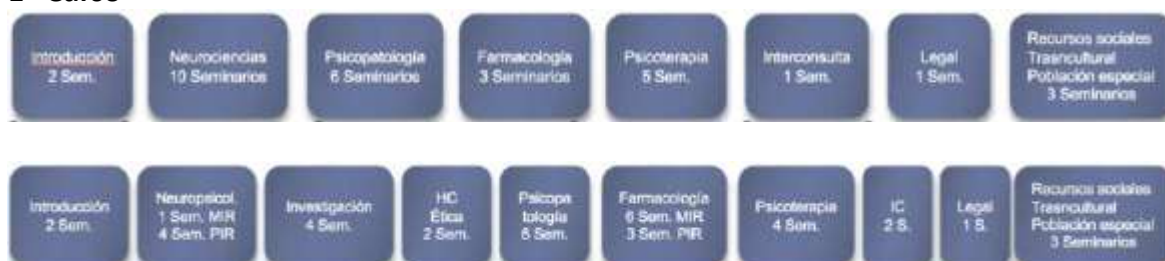 Introducción
2 Sem.
Neurociencias
10 Seminarios
Psicopatología
6 Seminarios
Farmacología
3 Seminarios
Psicoterapia
5 Sem.
Interconsulta
1 Sem.
Legal
1 Sem.
Recursos sociales
Trasncultural
Población especial
3 Seminarios
Introducción
2 Sem.
Neuropsicol.
1 Sem. MIR
4 Sem. PIR
Investigación
4 Sem.
HC
Ética
2 Sem.
Psicopa
tología
6 Sem.
Farmacología
6 Sem. MIR
3 Sem. PIR
Psicoterapia
4 Sem.
IC
2 S.
Legal
1 S.
Recursos sociales
Trasncultural
Población especial
3 Seminarios